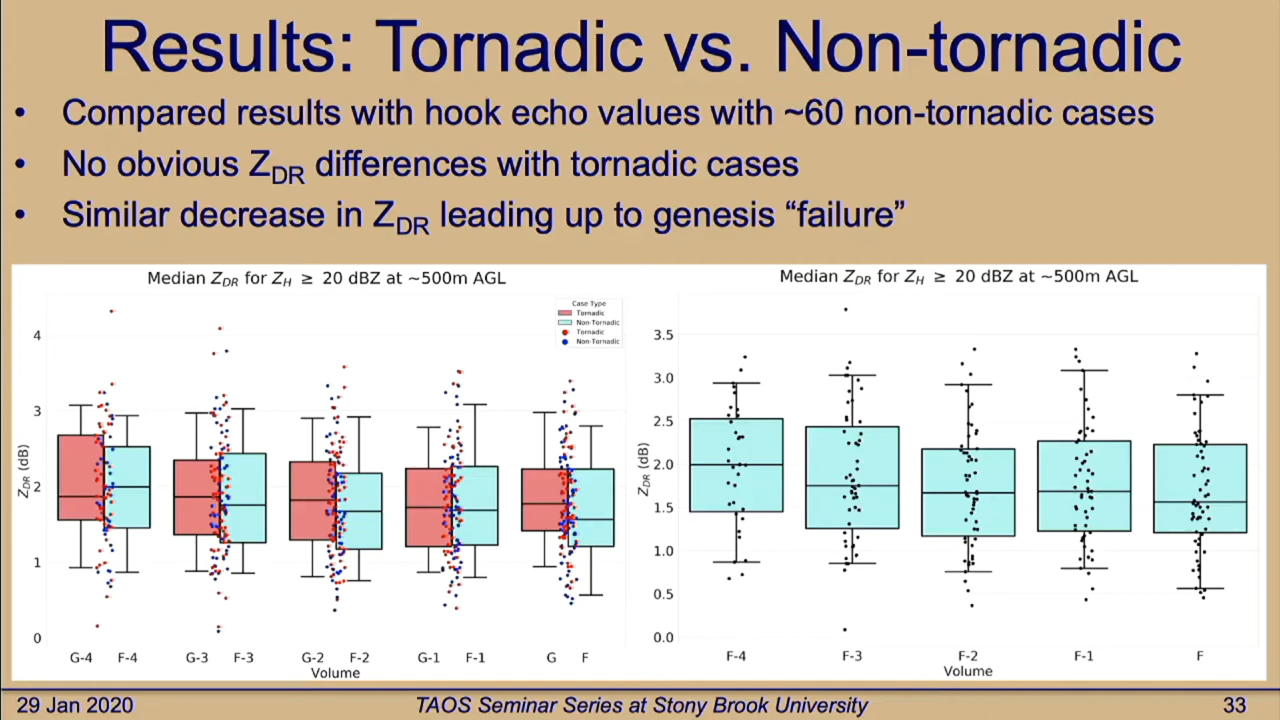 Results: Tornadic vs. Non-tornadic
• Compared results with hook echo values with ~60 non-tornadic cases
• No obvious ZDR differences with tornadic cases
• Similar decrease in ZDR leading up to genesis “failure”
Median ZDR for ZH ≥ 20 dBZ at ~500m AGL
Case Type
Tornadic
Non-Tornadic
Tornadic
Non-Tornadic
4
3
2
1
0
ZDR (dB)
G-4 F-4 G-3 F-3 G-2 F-2 G-1 F-1 G F
Volume
Median ZDR for ZH ≥ 20 dBZ at ~500m AGL
3.5
3.0
2.5
2.0
1.5
1.0
0.5
0.0
ZDR (dB)
F-4 F-3 F-2 F-1 F
Volume
29 Jan 2020 TAOS Seminar Series at Stony Brook University 33